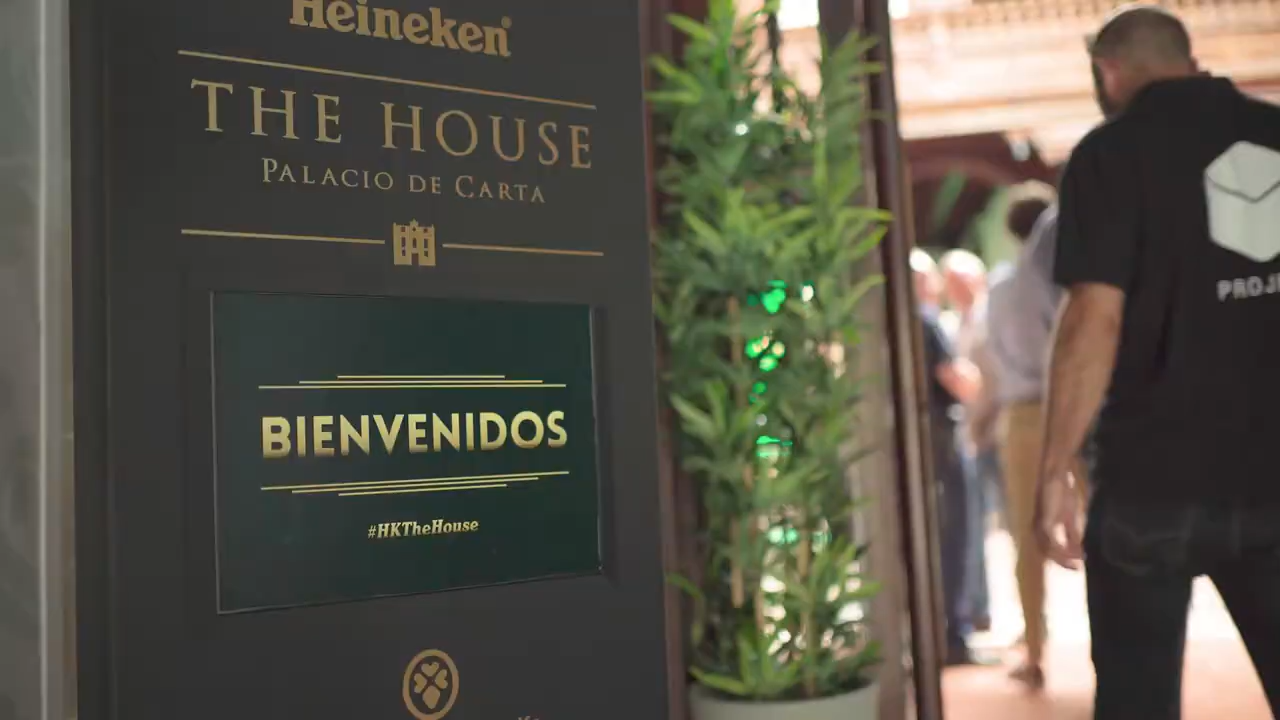 Heineken
THE HOUSE
PALACIO DE CARTA
BIENVENIDOS
#HKTheHouse